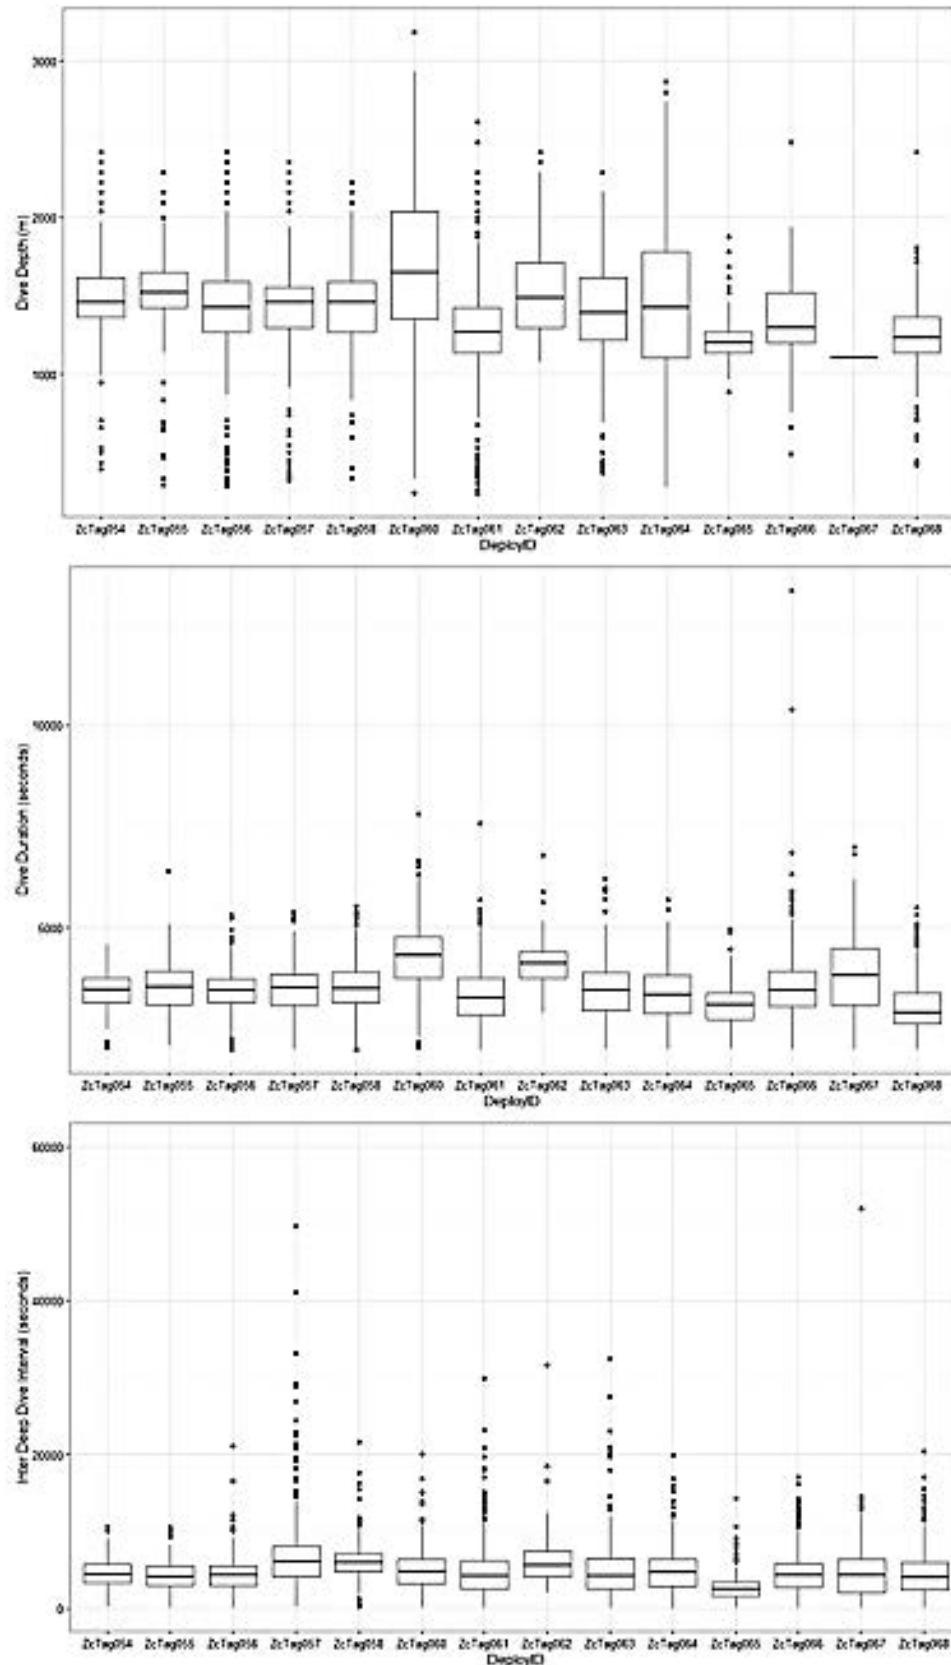 3000
2000
1000
Dive Depth (m)
ZcTag054 ZcTag055 ZcTag056 ZcTag057 ZcTag058 ZcTag060 ZcTag061 ZcTag062 ZcTag063 ZcTag064 ZcTag065 ZcTag066 ZcTag067 ZcTag068
DeployID
10000
5000
Dive Duration (seconds)
ZcTag054 ZcTag055 ZcTag056 ZcTag057 ZcTag058 ZcTag060 ZcTag061 ZcTag062 ZcTag063 ZcTag064 ZcTag065 ZcTag066 ZcTag067 ZcTag068
DeployID
60000
40000
20000
0
Inter Deep Dive Interval (seconds)
ZcTag054 ZcTag055 ZcTag056 ZcTag057 ZcTag058 ZcTag060 ZcTag061 ZcTag062 ZcTag063 ZcTag064 ZcTag065 ZcTag066 ZcTag067 ZcTag068
DeployID